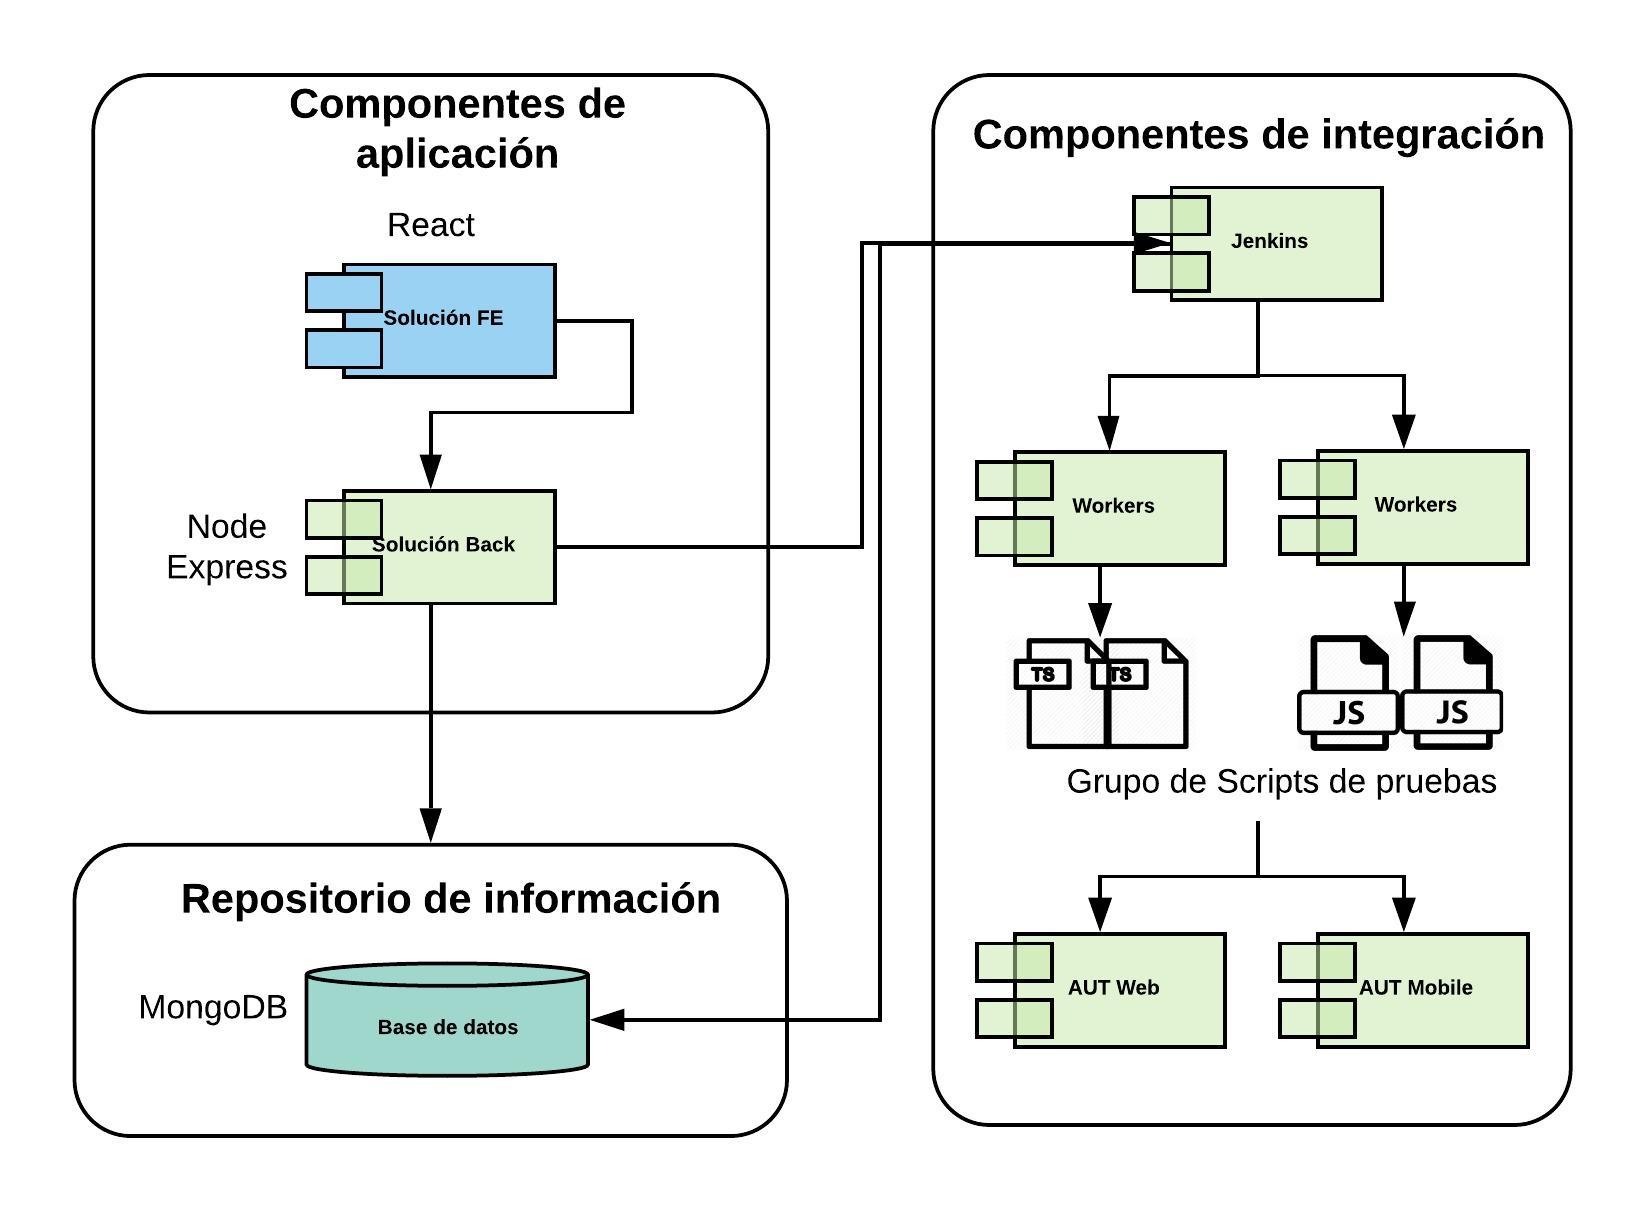 Componentes de
aplicación
React
Solución FE
Node
Express
Solución Back
Repositorio de información
MongoDB
Base de datos
Componentes de integración
Jenkins
Workers
Workers
TS
TS
JS
JS
Grupo de Scripts de pruebas
AUT Web
AUT Mobile